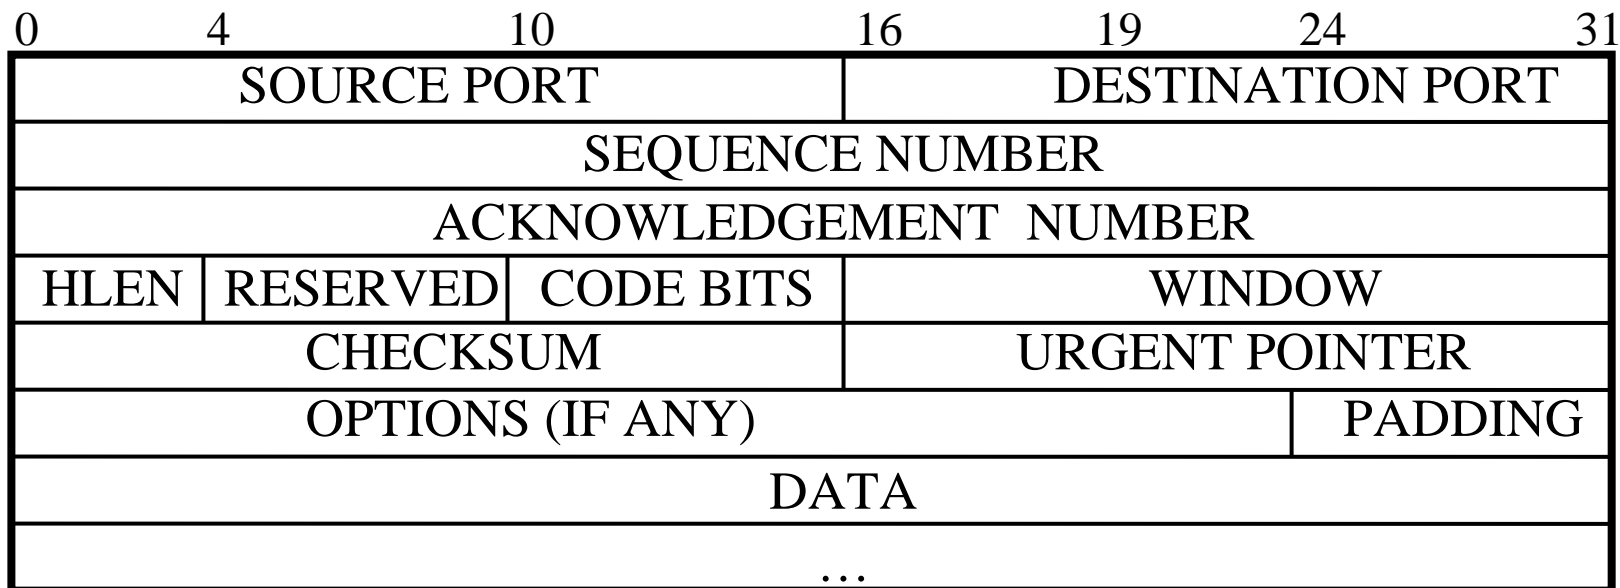 0 4 10 16 19 24 31
SOURCE PORT DESTINATION PORT
SEQUENCE NUMBER
ACKNOWLEDGEMENT NUMBER
HLEN RESERVED CODE BITS WINDOW
CHECKSUM URGENT POINTER
OPTIONS (IF ANY) PADDING
DATA
…